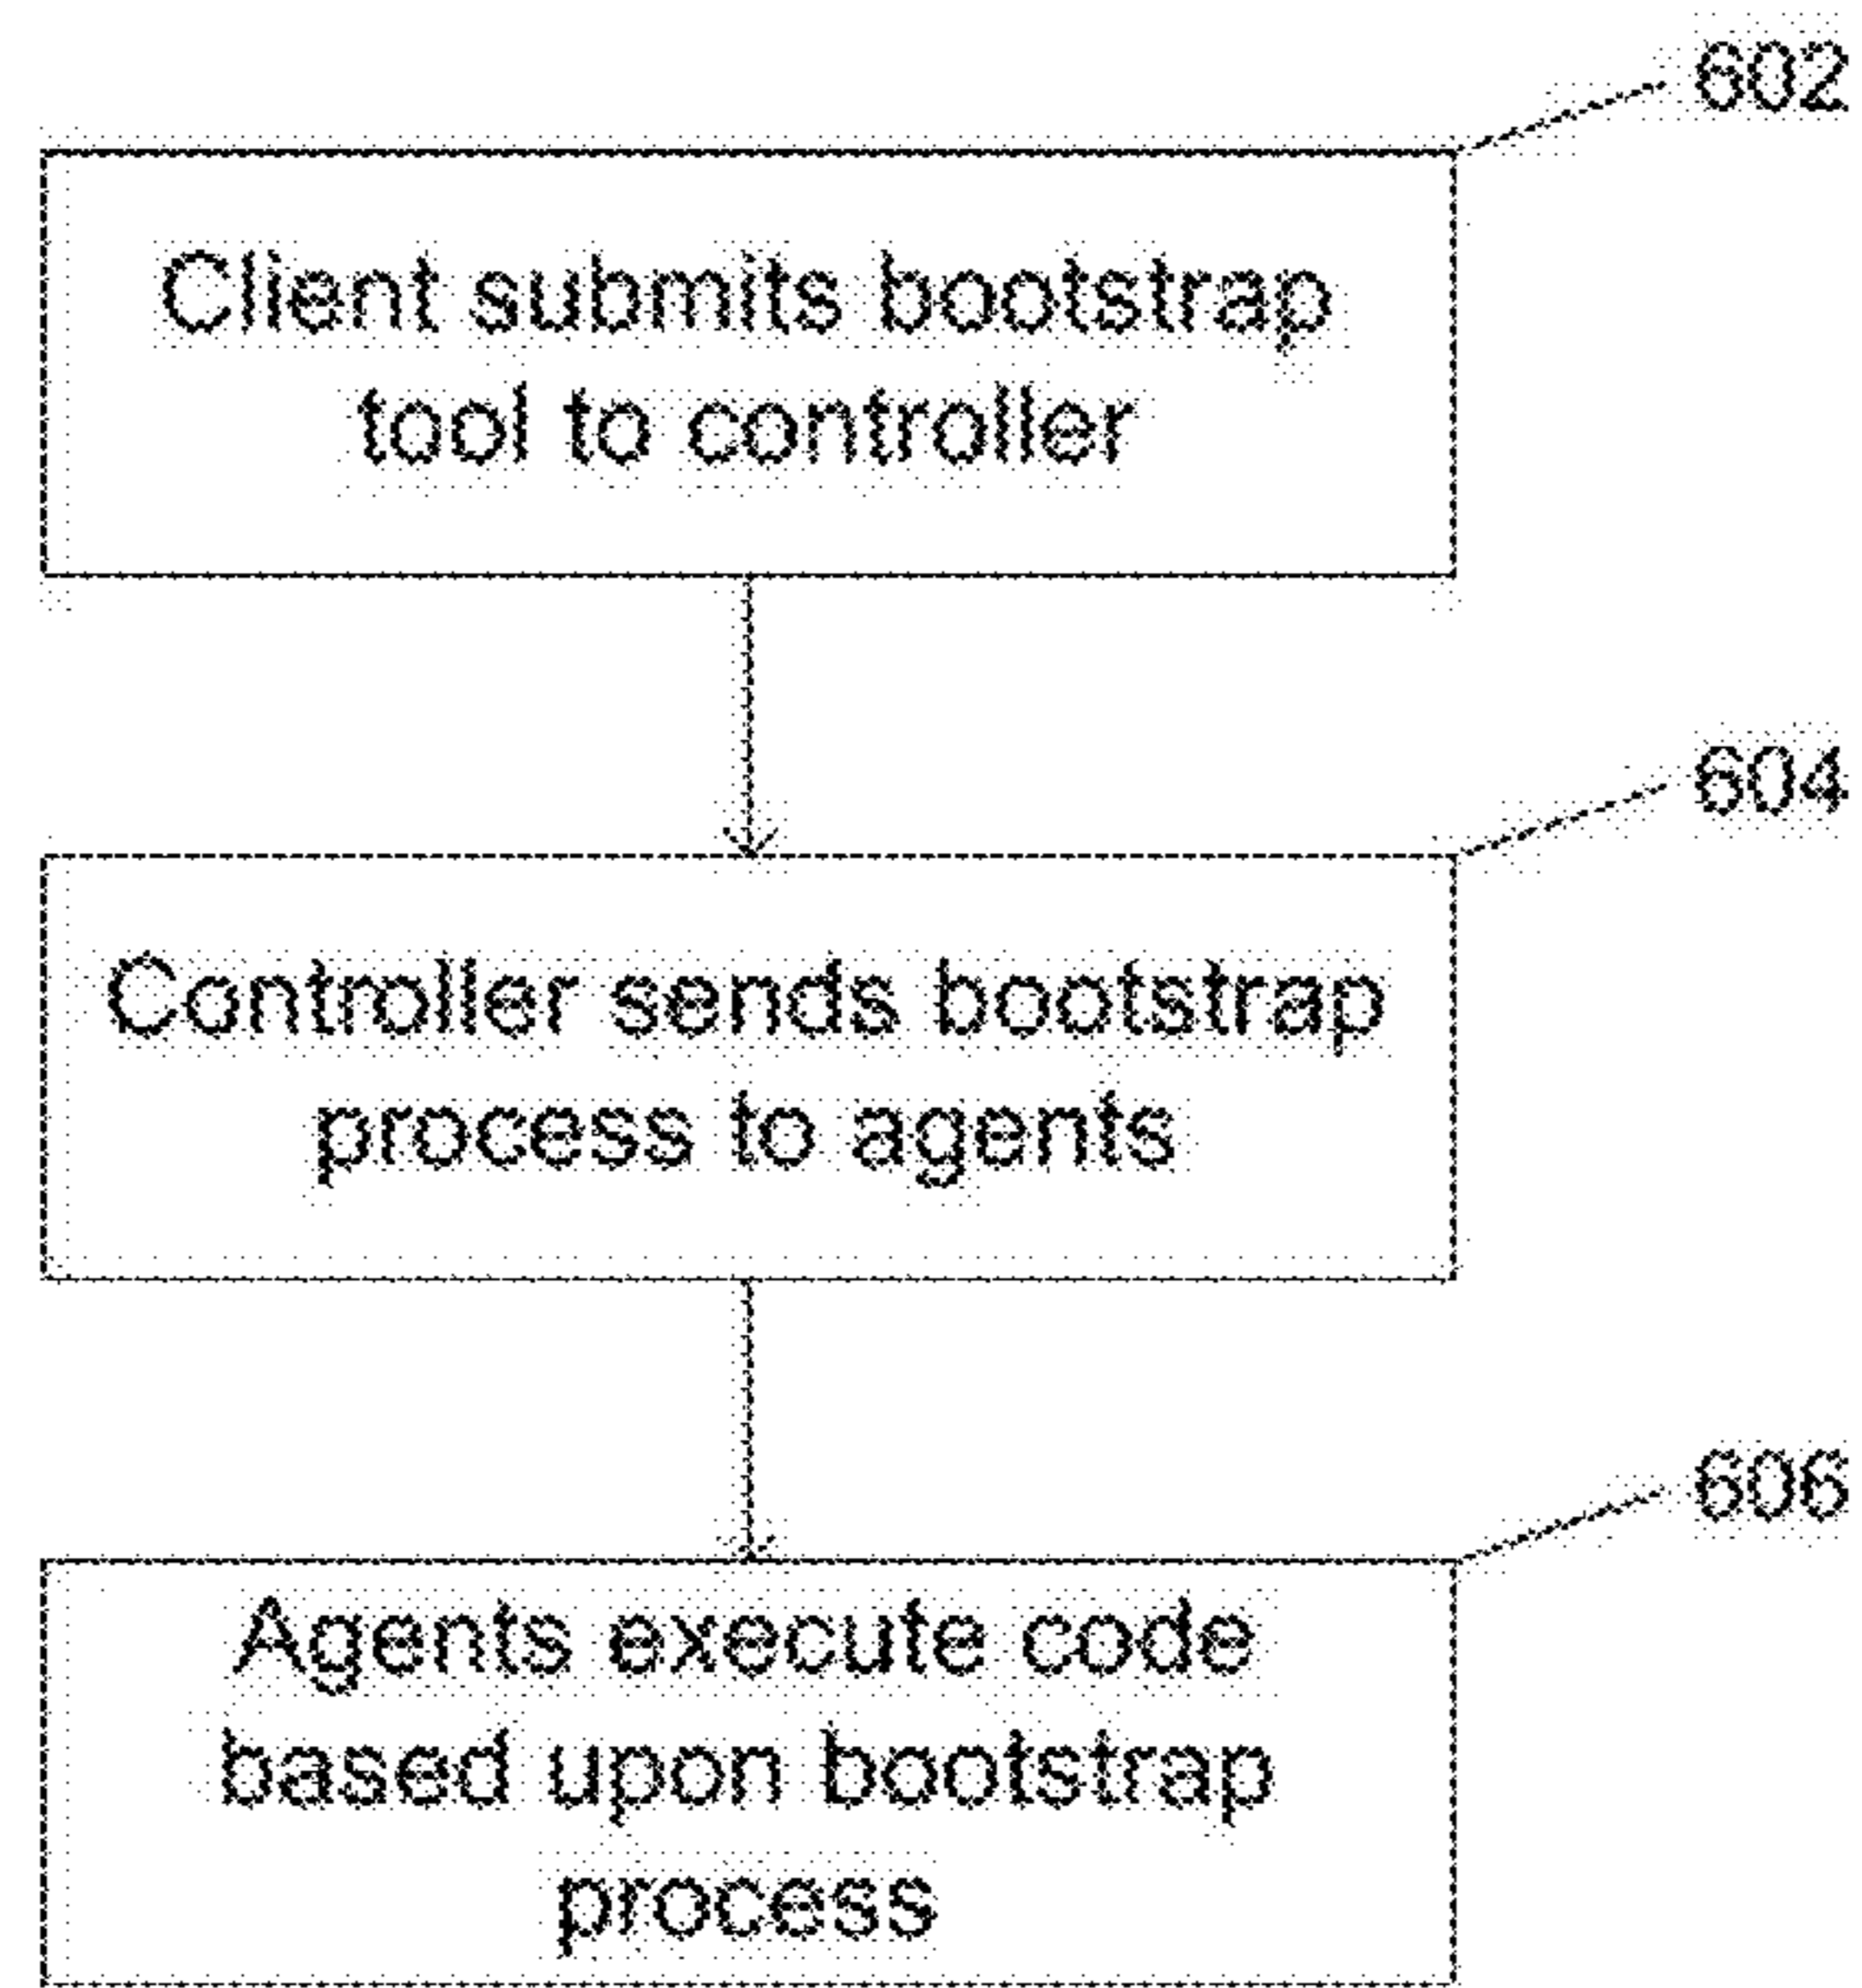 602
Client submits bootstrap
tool to controller
604
Controller sends bootstrap
process to agents
606
Agents execute code
based upon bootstrap
process